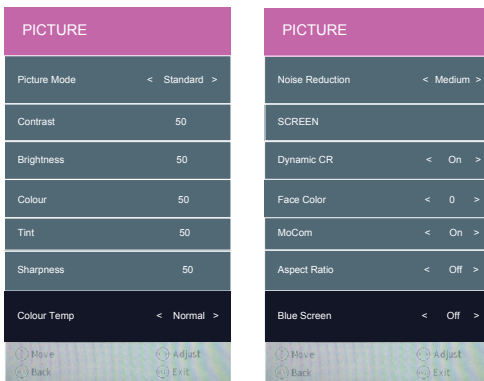 PICTURE
Picture Mode < Standard >
Contrast 50
Brightness 50
Colour 50
Tint 50
Sharpness 50
Colour Temp < Normal >
Move Adjust
Back Exit
PICTURE
Noise Reduction < Medium >
SCREEN
Dynamic CR < On >
Face Color < 0 >
MoCom < On >
Aspect Ratio < Off >
Blue Screen < Off >
Move Adjust
Back Exit